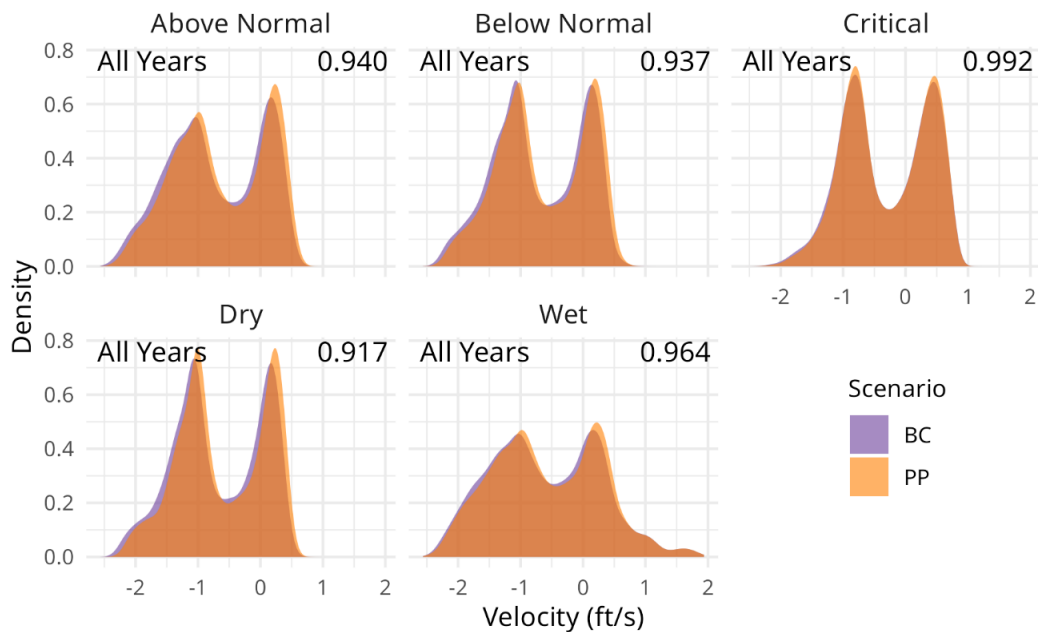 Above Normal
Below Normal
Critical
All Years 0.940
All Years 0.937
All Years 0.992
0.8
0.6
0.4
0.2
0.0
-2 -1 0 1 2
Density
Dry
Wet
All Years 0.917
All Years 0.964
0.8
0.6
0.4
0.2
0.0
-2 -1 0 1 2
-2 -1 0 1 2
Velocity (ft/s)
Scenario
BC
PP